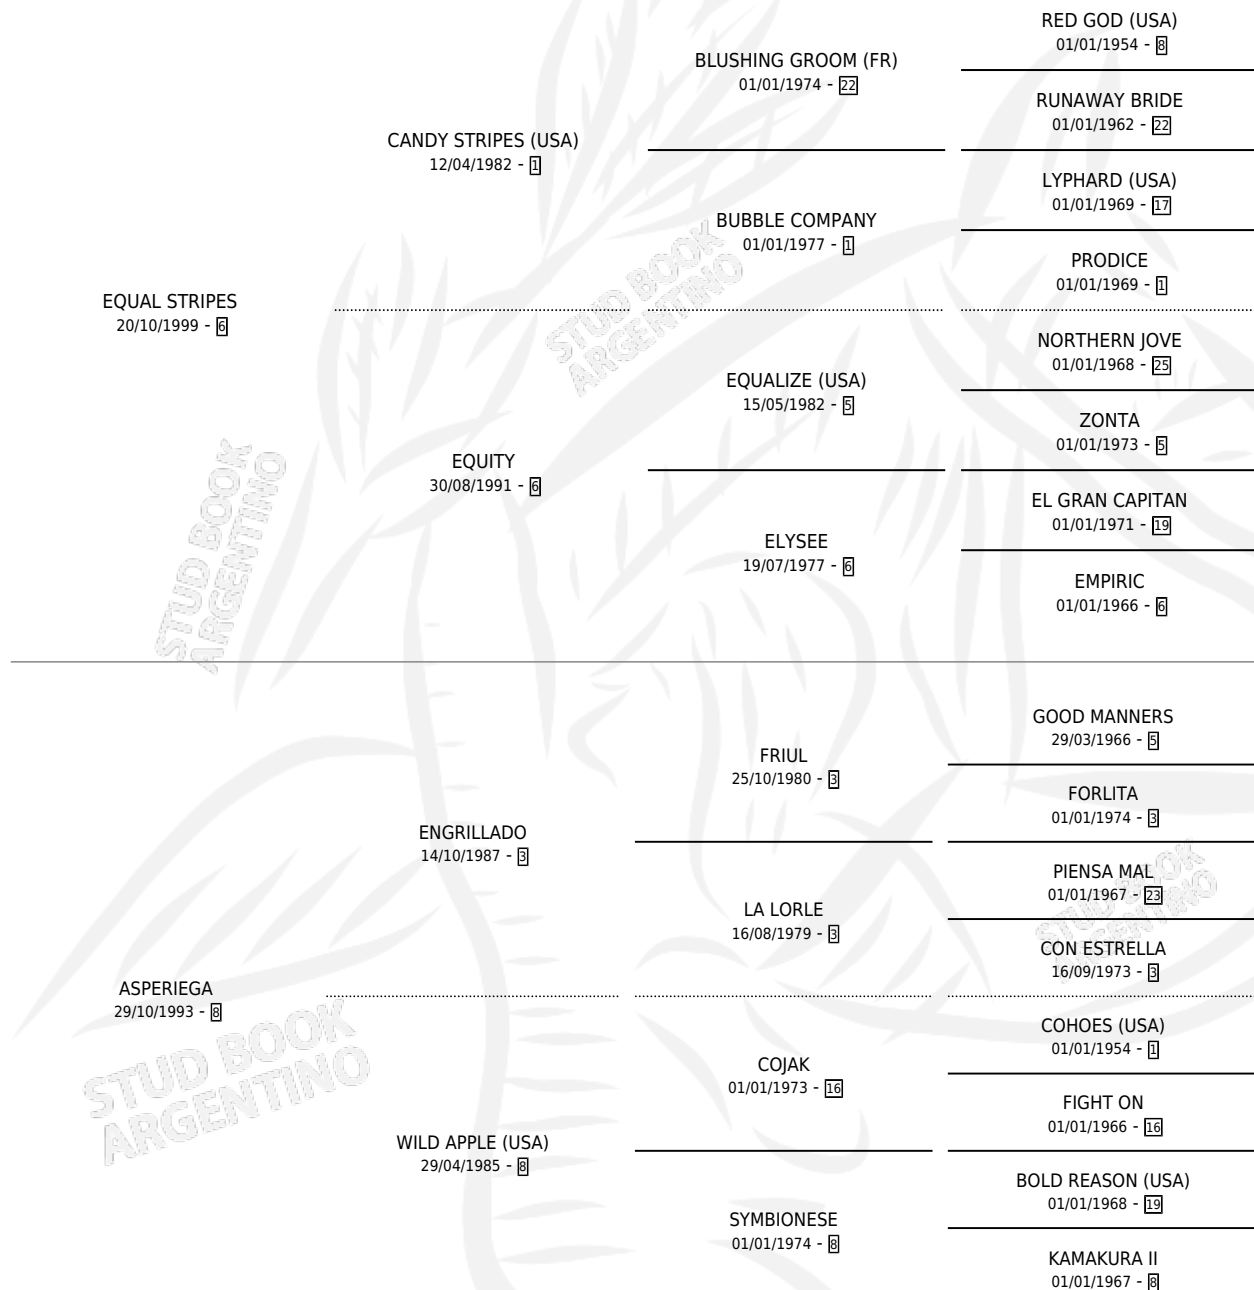 RED GOD (USA)
01/01/1954 - 8
BLUSHING GROOM (FR)
01/01/1974 - 22
RUNAWAY BRIDE
01/01/1962 - 22
CANDY STRIPES (USA)
12/04/1982 - 1
LYPHARD (USA)
01/01/1969 - 17
BUBBLE COMPANY
01/01/1977 - 1
PRODICE
01/01/1969 - 1
EQUAL STRIPES
20/10/1999 - 6
STUD BOOK
ARGENTINO
NORTHERN JOVE
01/01/1968 - 25
EQUALIZE (USA)
15/05/1982 - 5
ZONTA
01/01/1973 - 5
EQUITY
30/08/1991 - 6
EL GRAN CAPITAN
01/01/1971 - 19
ELYSEE
19/07/1977 - 6
EMPIRIC
01/01/1966 - 6
STUD BOOK
ARGENTINO
GOOD MANNERS
29/03/1966 - 5
FRIUL
25/10/1980 - 3
FORLITA
01/01/1974 - 3
ENGRILLADO
14/10/1987 - 3
PIENSA MAL
01/01/1967 - 23
LA LORLE
16/08/1979 - 3
CON ESTRELLA
16/09/1973 - 3
STUD BOOK
ARGENTINO
ASPERIEGA
29/10/1993 - 8
COHOES (USA)
01/01/1954 - 1
COJAK
01/01/1973 - 16
FIGHT ON
01/01/1966 - 16
STUD BOOK
ARGENTINO
WILD APPLE (USA)
29/04/1985 - 8
BOLD REASON (USA)
01/01/1968 - 19
SYMBIONESE
01/01/1974 - 8
KAMAKURA II
01/01/1967 - 8